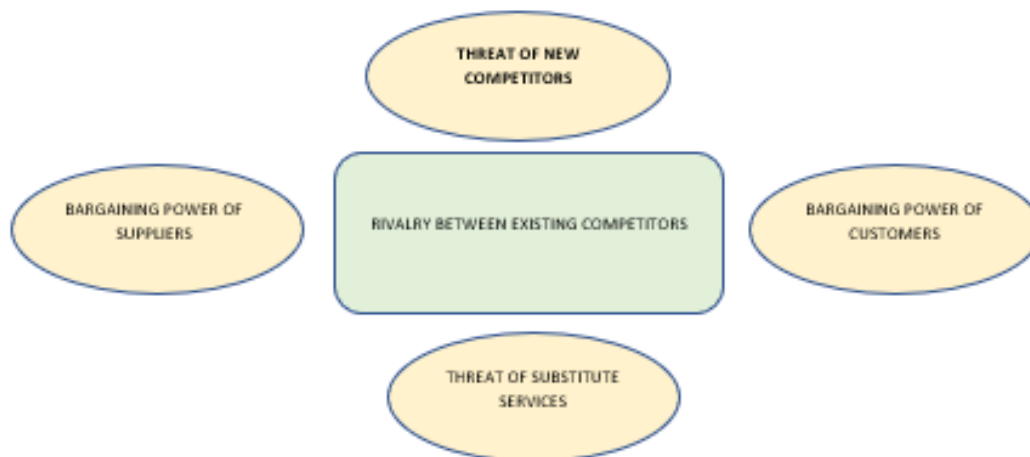 THREAT OF NEW
COMPETITORS
BARGAINING POWER OF
SUPPLIERS
RIVALRY BETWEEN EXISTING COMPETITORS
BARGAINING POWER OF
CUSTOMERS
THREAT OF SUBSTITUTE
SERVICES